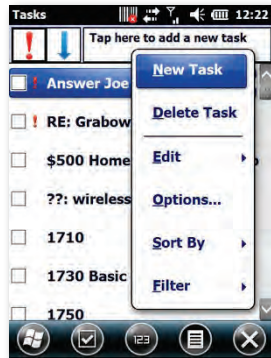 Tasks 12:22
Tap here to add a new task
Answer Joe
RE: Grabow
$500 Home
??: wireless
1710
1730 Basic
1750
New Task
Delete Task
Edit
Options...
Sort By
Filter
123